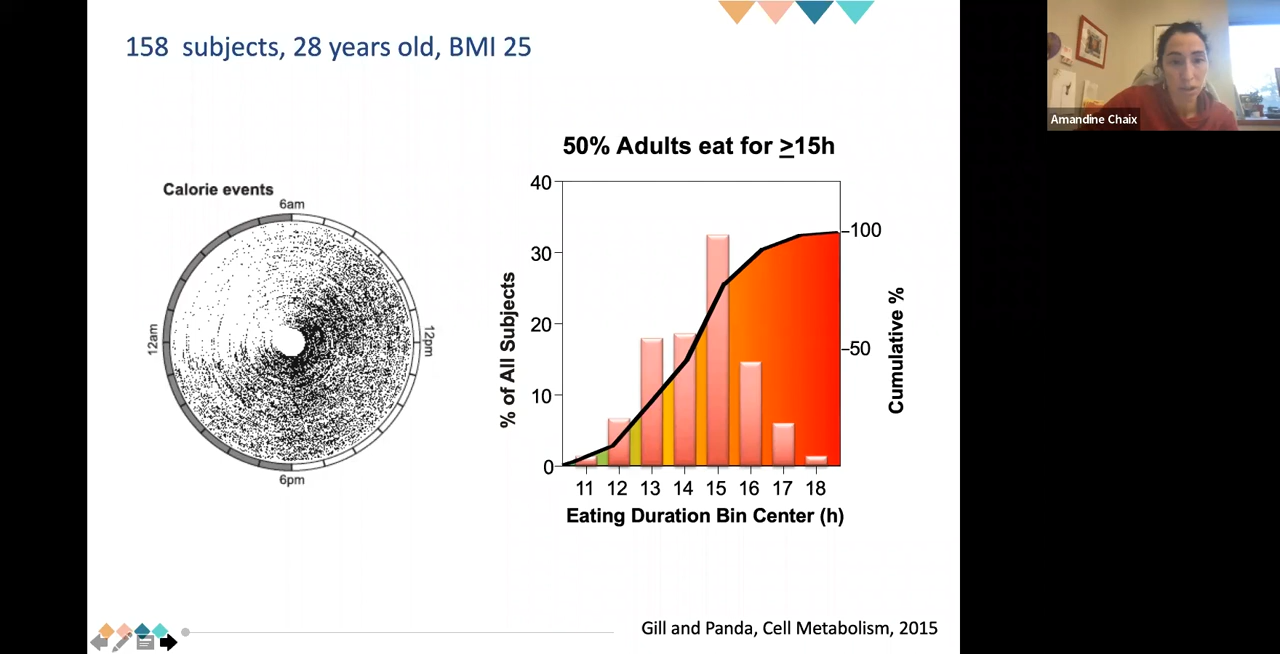 158 subjects, 28 years old, BMI 25
Amandine Chaix
50% Adults eat for ≥15h
Calorie events
6am
12am
12pm
6pm
% of All Subjects
40
30
20
10
0
11 12 13 14 15 16 17 18
Eating Duration Bin Center (h)
100
50
Cumulative %
Gill and Panda, Cell Metabolism, 2015